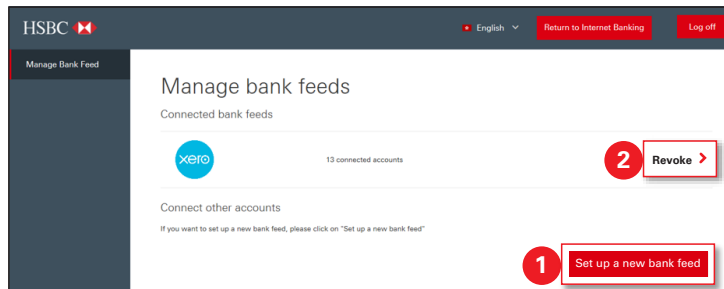 HSBC
English
Return to Internet Banking
Log off
Manage Bank Feed
Manage bank feeds
Connected bank feeds
xero
13 connected accounts
2
Revoke
Connect other accounts
If you want to set up a new bank feed, please click on "Set up a new bank feed"
1
Set up a new bank feed